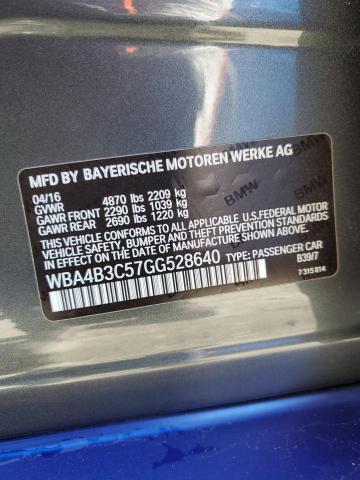 MFD BY BAYERISCHE MOTOREN WERKE AG
04/16
GVWR 4870 lbs 2209 kg
GAWR FRONT 2290 lbs 1039 kg
GAWR REAR 2690 lbs 1220 kg
THIS VEHICLE CONFORMS TO ALL APPLICABLE U.S. FEDERAL MOTOR
VEHICLE SAFETY, BUMPER AND THEFT PREVENTION STANDARDS IN
EFFECT ON THE DATE OF MANUFACTURE SHOWN ABOVE.
WBA4B3C57GG528640 TYPE: PASSENGER CAR
B39/7
7 315 814
BMW
BMW
BMW